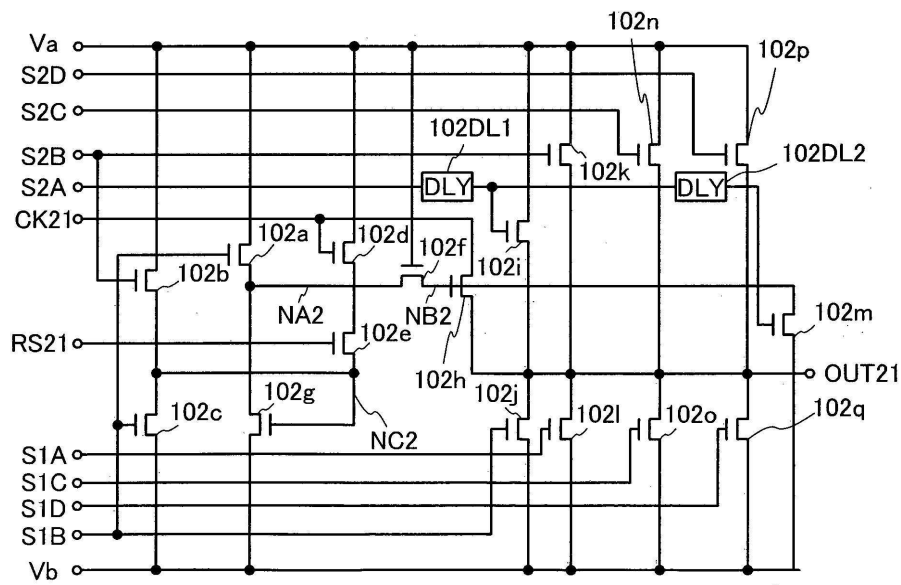 102n
Va
102p
S2D
S2C
102DL1
102DL2
S2B
102k
S2A
DLY
DLY
CK21
102a
102d
102b
102f
102i
NA2
NB2
102m
RS21
102e
102h
OUT21
102g
102j
102c
NC2
102l
102o
102q
S1A
S1C
S1D
S1B
Vb